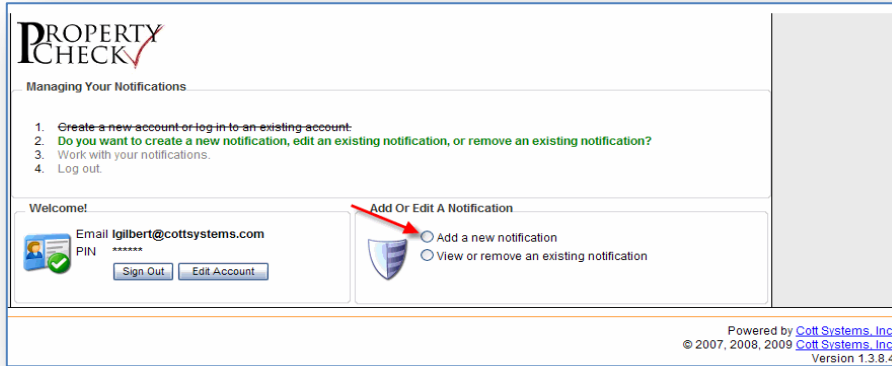 PROPERTY
CHECK
Managing Your Notifications
1. Create a new account or log in to an existing account.
2. Do you want to create a new notification, edit an existing notification, or remove an existing notification?
3. Work with your notifications.
4. Log out.
Welcome!
Email lgilbert@cottsystems.com
PIN ******
Sign Out Edit Account
Add Or Edit A Notification
Add a new notification
View or remove an existing notification
Powered by Cott Systems, Inc
© 2007, 2008, 2009 Cott Systems, Inc
Version 1.3.8.4